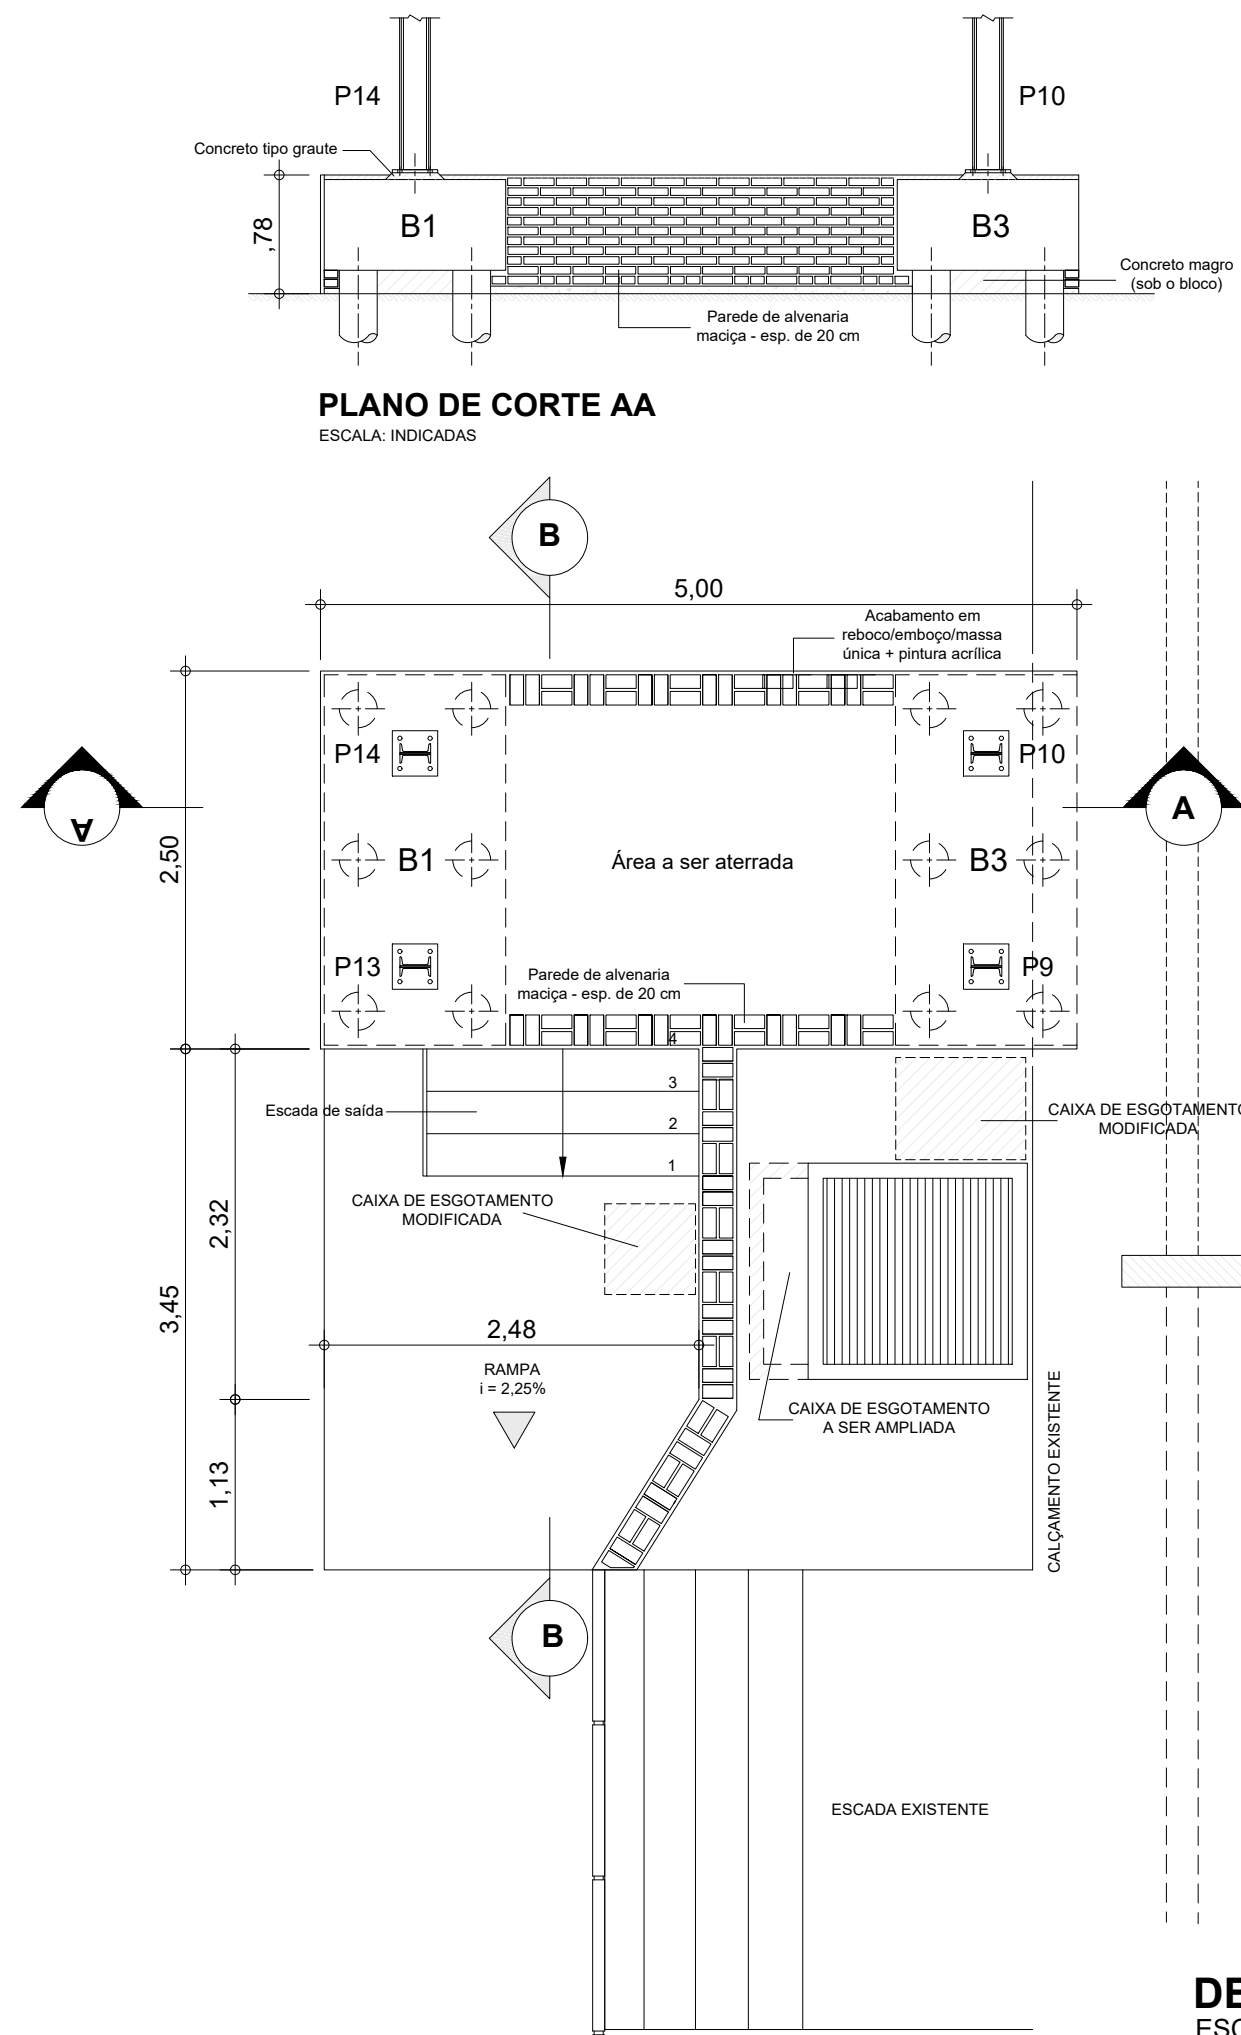 P14
P10
Concreto tipo graute
,78
B1
B3
Concreto magro
(sob o bloco)
Parede de alvenaria
maciça - esp. de 20 cm
PLANO DE CORTE AA
ESCALA: INDICADAS
B
5,00
Acabamento em
reboco/emboço/massa
única + pintura acrílica
P14
P10
A
A
2,50
B1
Área a ser aterrada
B3
P13
P9
Parede de alvenaria
maciça - esp. de 20 cm
4
3
Escada de saída
2
CAIXA DE ESGOTAMENTO
MODIFICADA
1
CAIXA DE ESGOTAMENTO
MODIFICADA
2,32
3,45
2,48
RAMPA
i = 2,25%
CAIXA DE ESGOTAMENTO
A SER AMPLIADA
CALÇAMENTO EXISTENTE
1,13
B
ESCADA EXISTENTE
DE
ESC